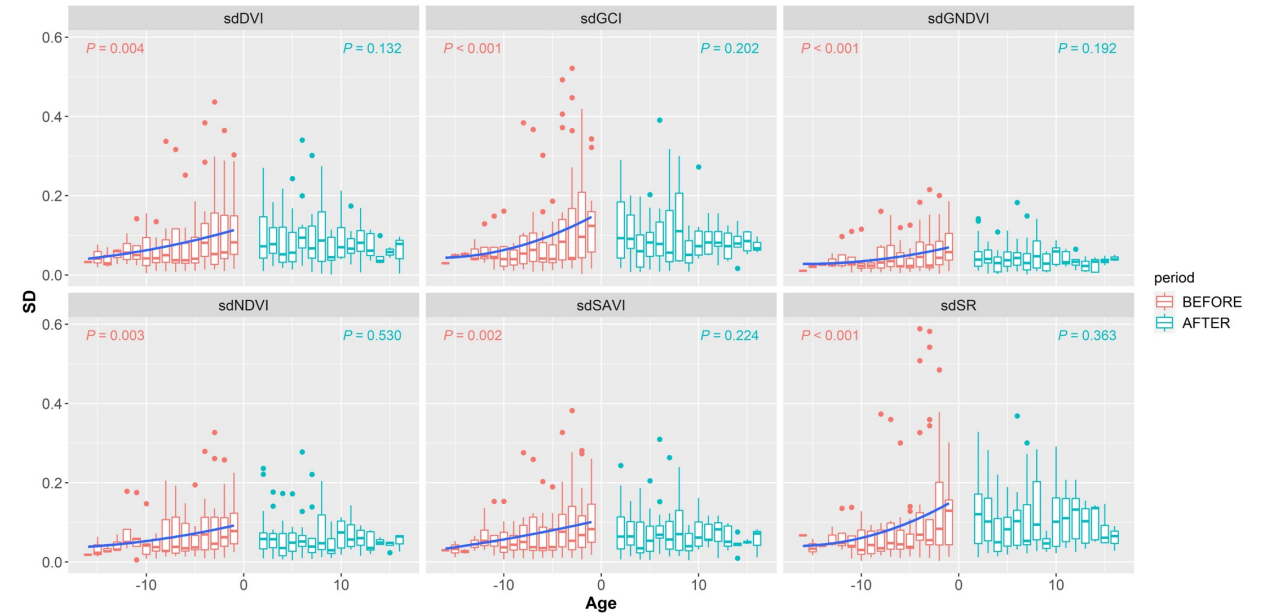 sdDVI sdGCI sdGNDVI
0.6
P = 0.004 P = 0.132 P < 0.001 P = 0.202 P < 0.001 P = 0.192
0.4
0.2
0.0
SD
period
BEFORE
AFTER
sdNDVI sdSAVI sdSR
0.6
P = 0.003 P = 0.530 P = 0.002 P = 0.224 P < 0.001 P = 0.363
0.4
0.2
0.0
-10 0 10 -10 0 10 -10 0 10
Age